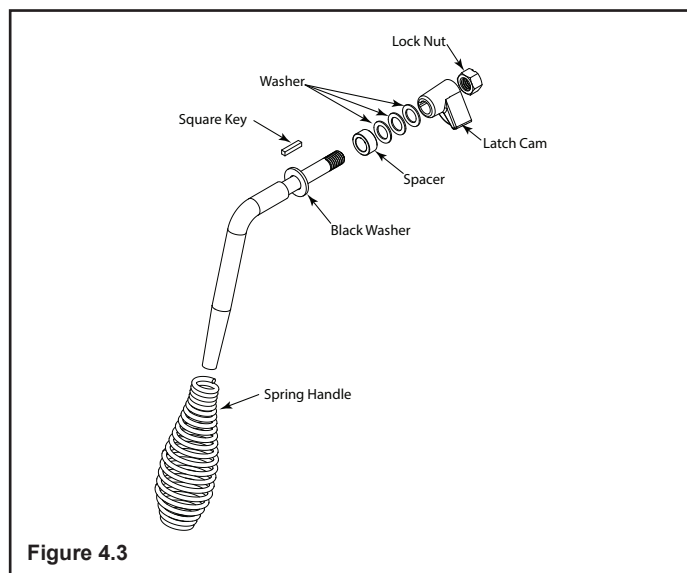 Lock Nut
Washer
Square Key
Latch Cam
Spacer
Black Washer
Spring Handle
Figure 4.3